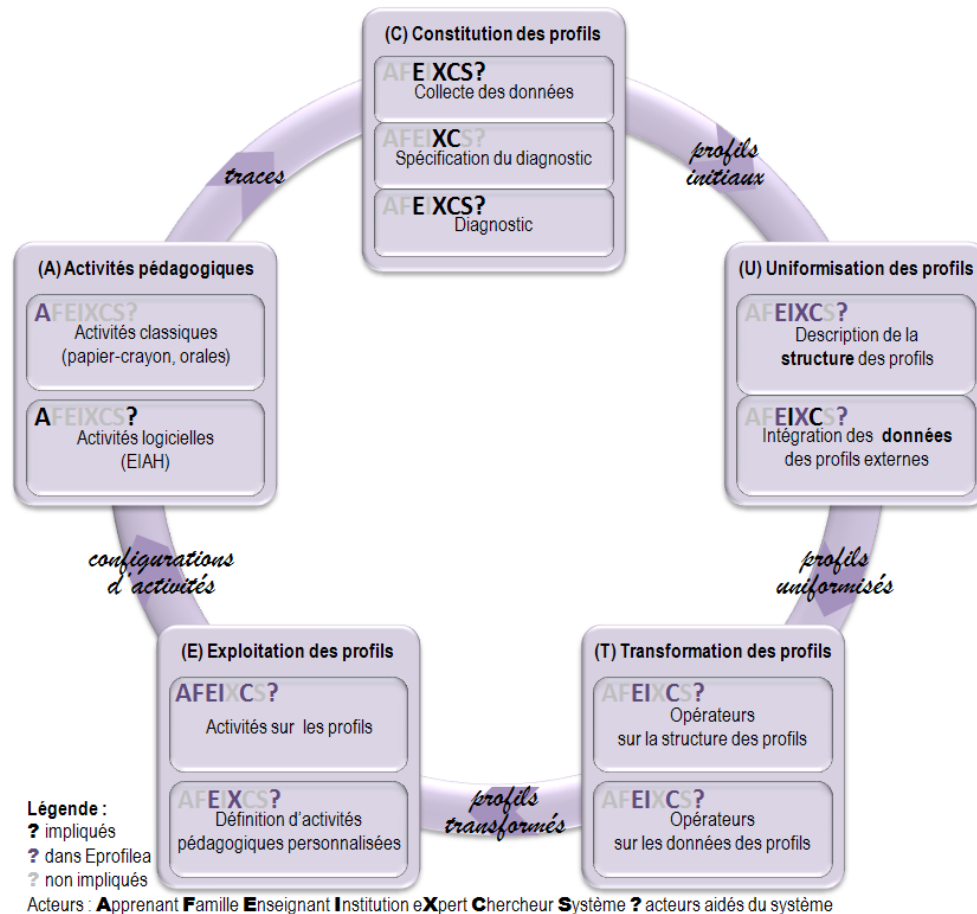 (C) Constitution des profils
AFEIXCS?
Collecte des données
AFEIXCS?
Spécification du diagnostic
AFEIXCS?
Diagnostic
traces
profils
initiaux
(A) Activités pédagogiques
AFEIXCS?
Activités classiques
(papier-crayon, orales)
AFEIXCS?
Activités logicielles
(EIAH)
(U) Uniformisation des profils
AFEIXCS?
Description de la
structure des profils
AFEIXCS?
Intégration des données
des profils externes
configurations
d'activités
profils
uniformisés
(E) Exploitation des profils
AFEIXCS?
Activités sur les profils
AFEIXCS?
Définition d'activités
pédagogiques personnalisées
profils
transformés
(T) Transformation des profils
AFEIXCS?
Opérateurs
sur la structure des profils
AFEIXCS?
Opérateurs
sur les données des profils
Légende :
? impliqués
? dans Eprofilea
? non impliqués
Acteurs : Apprenant Famille Enseignant Institution eXpert Chercheur Système ? acteurs aidés du système